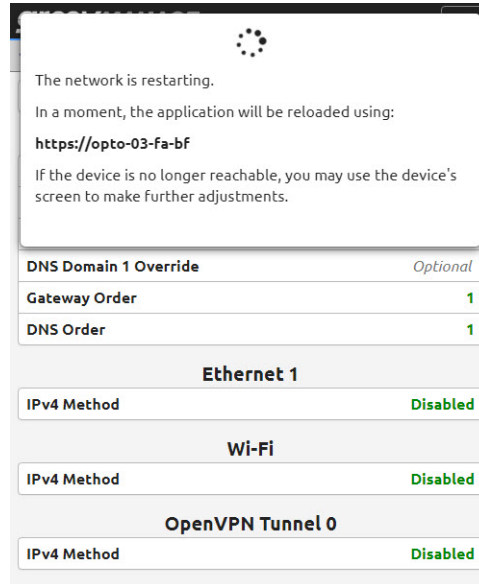 The network is restarting.
In a moment, the application will be reloaded using:
https://opto-03-fa-bf
If the device is no longer reachable, you may use the device's
screen to make further adjustments.
DNS Domain 1 Override Optional
Gateway Order 1
DNS Order 1
Ethernet 1
IPv4 Method Disabled
Wi-Fi
IPv4 Method Disabled
OpenVPN Tunnel 0
IPv4 Method Disabled